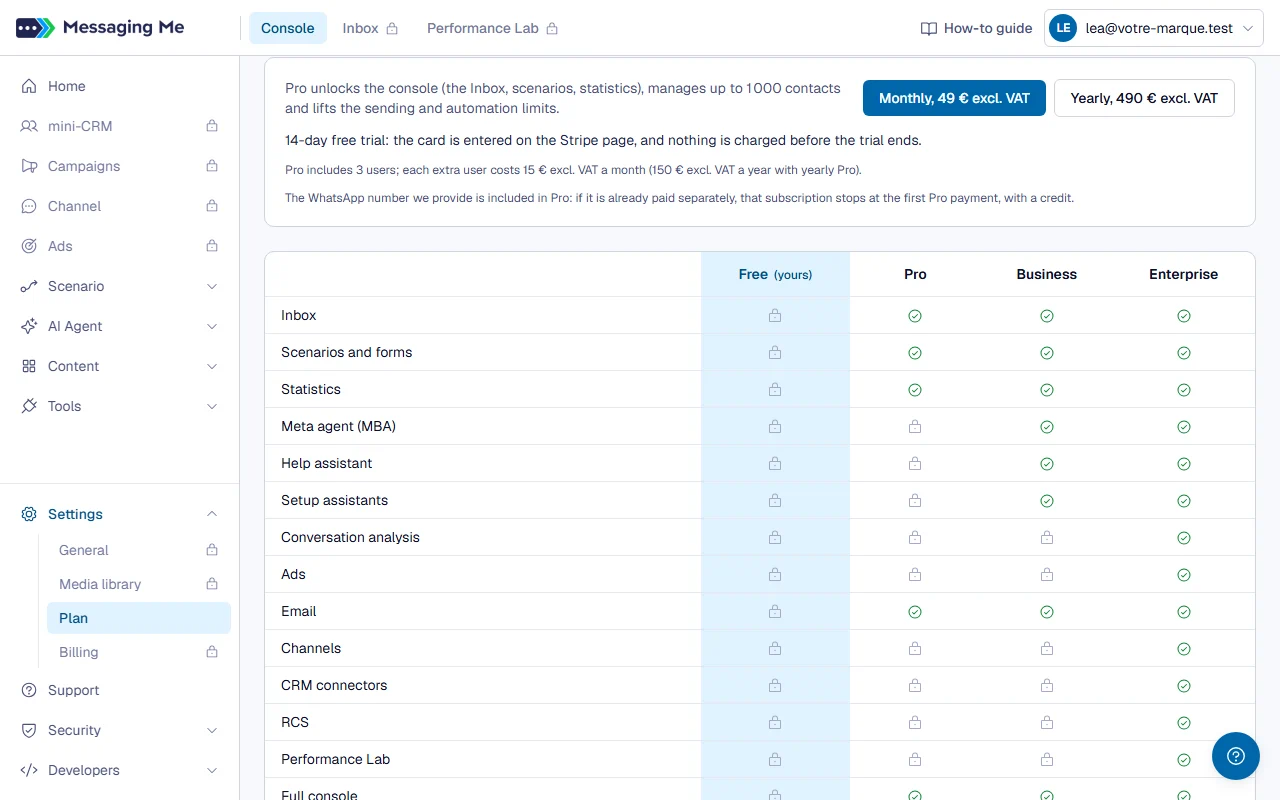 Messaging Me
Console
Inbox
Performance Lab
How-to guide
LE
lea@votre-marque.test
Home
mini-CRM
Campaigns
Channel
Ads
Scenario
AI Agent
Content
Tools
Settings
General
Media library
Plan
Billing
Support
Security
Developers
Pro unlocks the console (the Inbox, scenarios, statistics), manages up to 1 000 contacts
and lifts the sending and automation limits.
Monthly, 49 € excl. VAT
Yearly, 490 € excl. VAT
14-day free trial: the card is entered on the Stripe page, and nothing is charged before the trial ends.
Pro includes 3 users; each extra user costs 15 € excl. VAT a month (150 € excl. VAT a year with yearly Pro).
The WhatsApp number we provide is included in Pro: if it is already paid separately, that subscription stops at the first Pro payment, with a credit.
Free (yours) Pro Business Enterprise
Inbox
Scenarios and forms
Statistics
Meta agent (MBA)
Help assistant
Setup assistants
Conversation analysis
Ads
Email
Channels
CRM connectors
RCS
Performance Lab
Full console